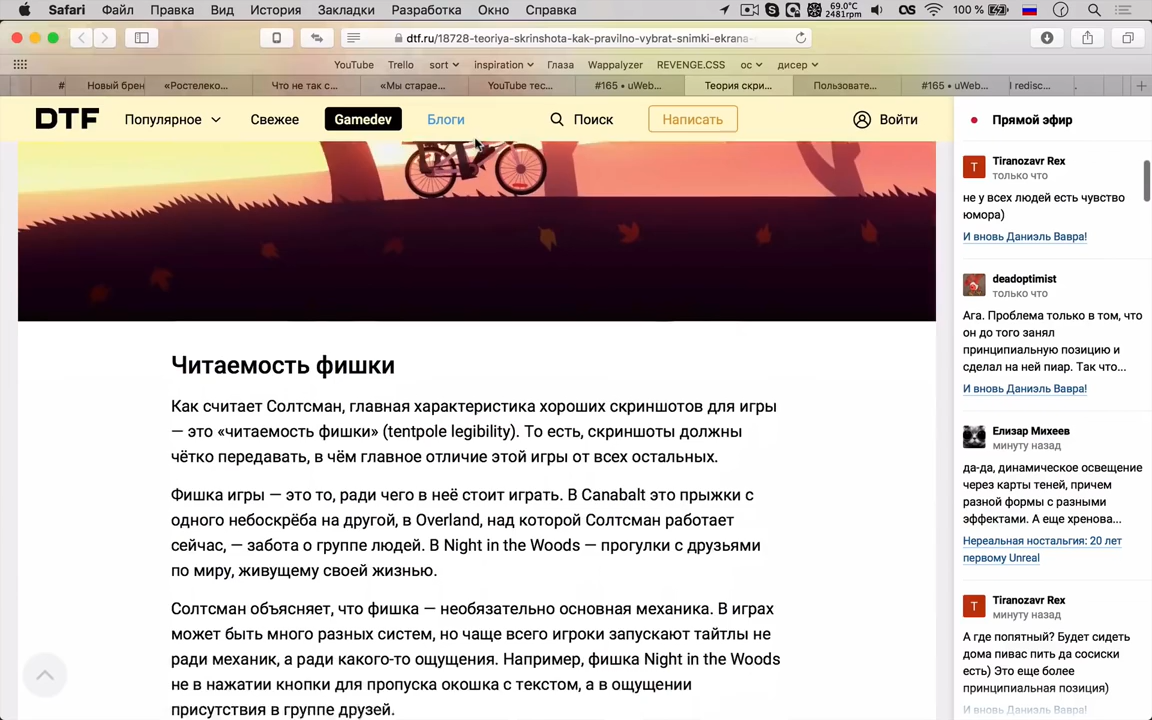 Safari Файл Правка Вид История Закладки Разработка Окно Справка 69.0°C 2481rpm 100 %
dtf.ru/18728-teoriya-skrinshota-kak-pravilno-vybrat-snimki-ekrana-
YouTube Trello sort inspiration Глаза Wappalyzer REVENGE.CSS ос дисер
# Новый брен «Ростелеко... Что не так с... «Мы старае... YouTube тес... #165 • uWeb... Теория скри... Пользовате... #165 • uWeb... I redisc...
DTF Популярное Свежее Gamedev Блоги Поиск Написать Войти
Читаемость фишки
Как считает Солтсман, главная характеристика хороших скриншотов для игры
— это «читаемость фишки» (tentpole legibility). То есть, скриншоты должны
чётко передавать, в чём главное отличие этой игры от всех остальных.
Фишка игры — это то, ради чего в неё стоит играть. В Canabalt это прыжки с
одного небоскрёба на другой, в Overland, над которой Солтсман работает
сейчас, — забота о группе людей. В Night in the Woods — прогулки с друзьями
по миру, живущему своей жизнью.
Солтсман объясняет, что фишка — необязательно основная механика. В играх
может быть много разных систем, но чаще всего игроки запускают тайтлы не
ради механик, а ради какого-то ощущения. Например, фишка Night in the Woods
не в нажатии кнопки для пропуска окошка с текстом, а в ощущении
присутствия в группе друзей.
Прямой эфир
T
Tiranozavr Rex
только что
не у всех людей есть чувство
юмора)
И вновь Даниэль Вавра!
deadoptimist
только что
Ага. Проблема только в том, что
он до того занял
принципиальную позицию и
сделал на ней пиар. Так что...
И вновь Даниэль Вавра!
Елизар Михеев
минуту назад
да-да, динамическое освещение
через карты теней, причем
разной формы с разными
эффектами. А еще хренова...
Нереальная ностальгия: 20 лет
первому Unreal
T
Tiranozavr Rex
минуту назад
А где попятный? Будет сидеть
дома пивас пить да сосиски
есть) Это еще более
принципиальная позиция)
И вновь Даниэль Вавра!